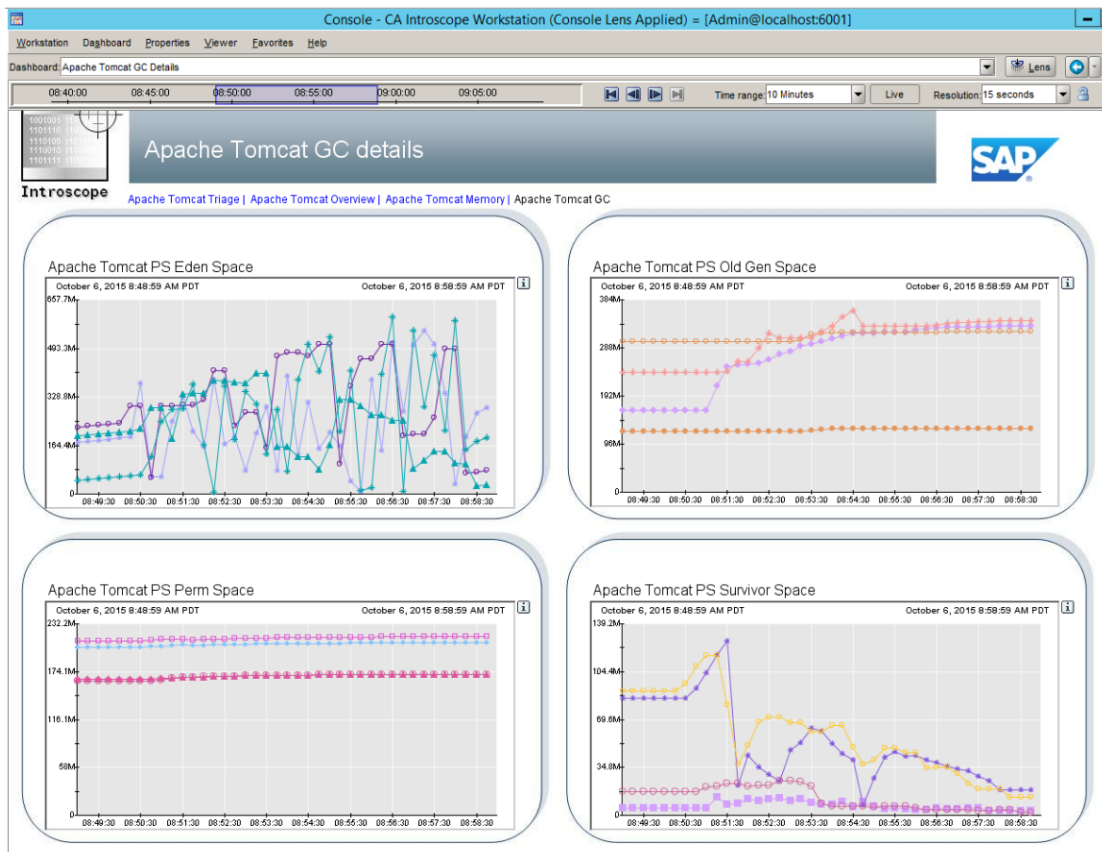 Console - CA Introscope Workstation (Console Lens Applied) = [Admin@localhost:6001]
Workstation Dashboard Properties Viewer Favorites Help
Dashboard: Apache Tomcat GC Details Lens
08:40:00 08:45:00 08:50:00 08:55:00 09:00:00 09:05:00 Time range: 10 Minutes Live Resolution: 15 seconds
Apache Tomcat GC details
SAP
Introscope
Apache Tomcat Triage | Apache Tomcat Overview | Apache Tomcat Memory | Apache Tomcat GC
Apache Tomcat PS Eden Space
October 6, 2015 8:48:59 AM PDT October 6, 2015 8:58:59 AM PDT
657.7M
493.3M
328.8M
164.4M
0
08:49:30 08:50:30 08:51:30 08:52:30 08:53:30 08:54:30 08:55:30 08:56:30 08:57:30 08:58:30
Apache Tomcat PS Old Gen Space
October 6, 2015 8:48:59 AM PDT October 6, 2015 8:58:59 AM PDT
384M
288M
192M
96M
0
08:49:30 08:50:30 08:51:30 08:52:30 08:53:30 08:54:30 08:55:30 08:56:30 08:57:30 08:58:30
Apache Tomcat PS Perm Space
October 6, 2015 8:48:59 AM PDT October 6, 2015 8:58:59 AM PDT
232.2M
174.1M
116.1M
58M
0
08:49:30 08:50:30 08:51:30 08:52:30 08:53:30 08:54:30 08:55:30 08:56:30 08:57:30 08:58:30
Apache Tomcat PS Survivor Space
October 6, 2015 8:48:59 AM PDT October 6, 2015 8:58:59 AM PDT
139.2M
104.4M
69.6M
34.8M
0
08:49:30 08:50:30 08:51:30 08:52:30 08:53:30 08:54:30 08:55:30 08:56:30 08:57:30 08:58:30